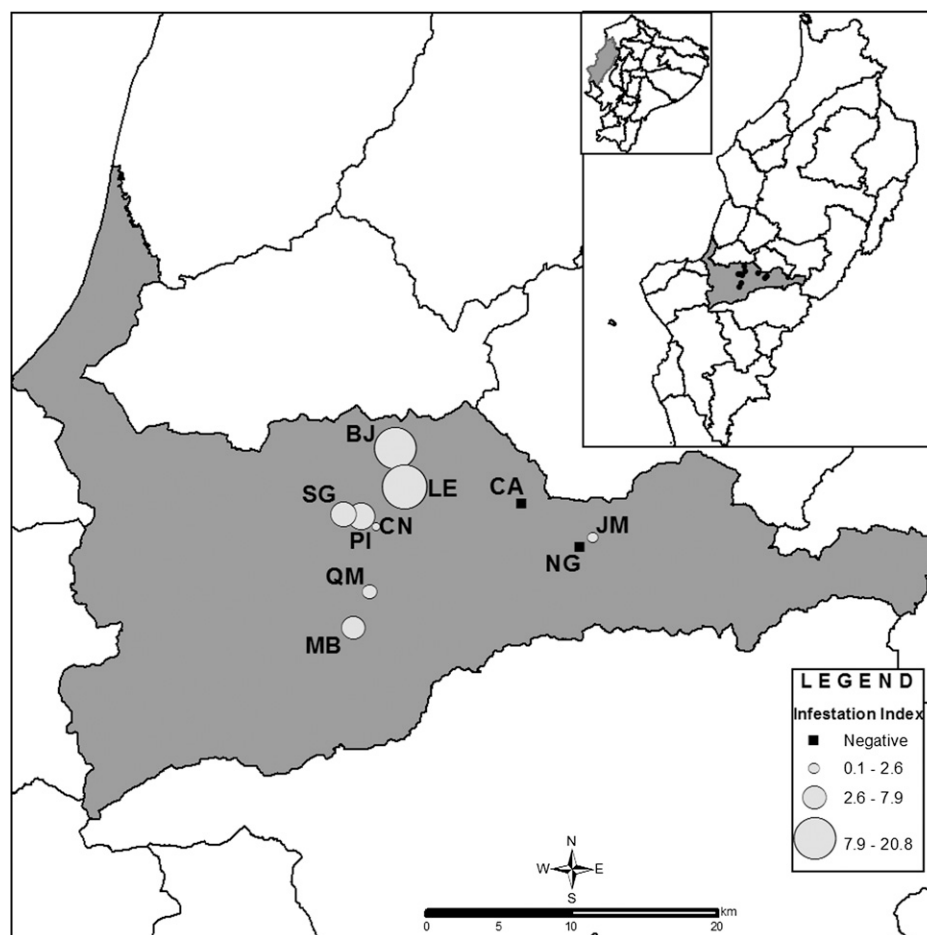 BJ
LE
SG
CA
CN
JM
PI
NG
QM
MB
L E G E N D
Infestation Index
Negative
0.1 - 2.6
2.6 - 7.9
7.9 - 20.8
N
W E
S
km
0 5 10 20